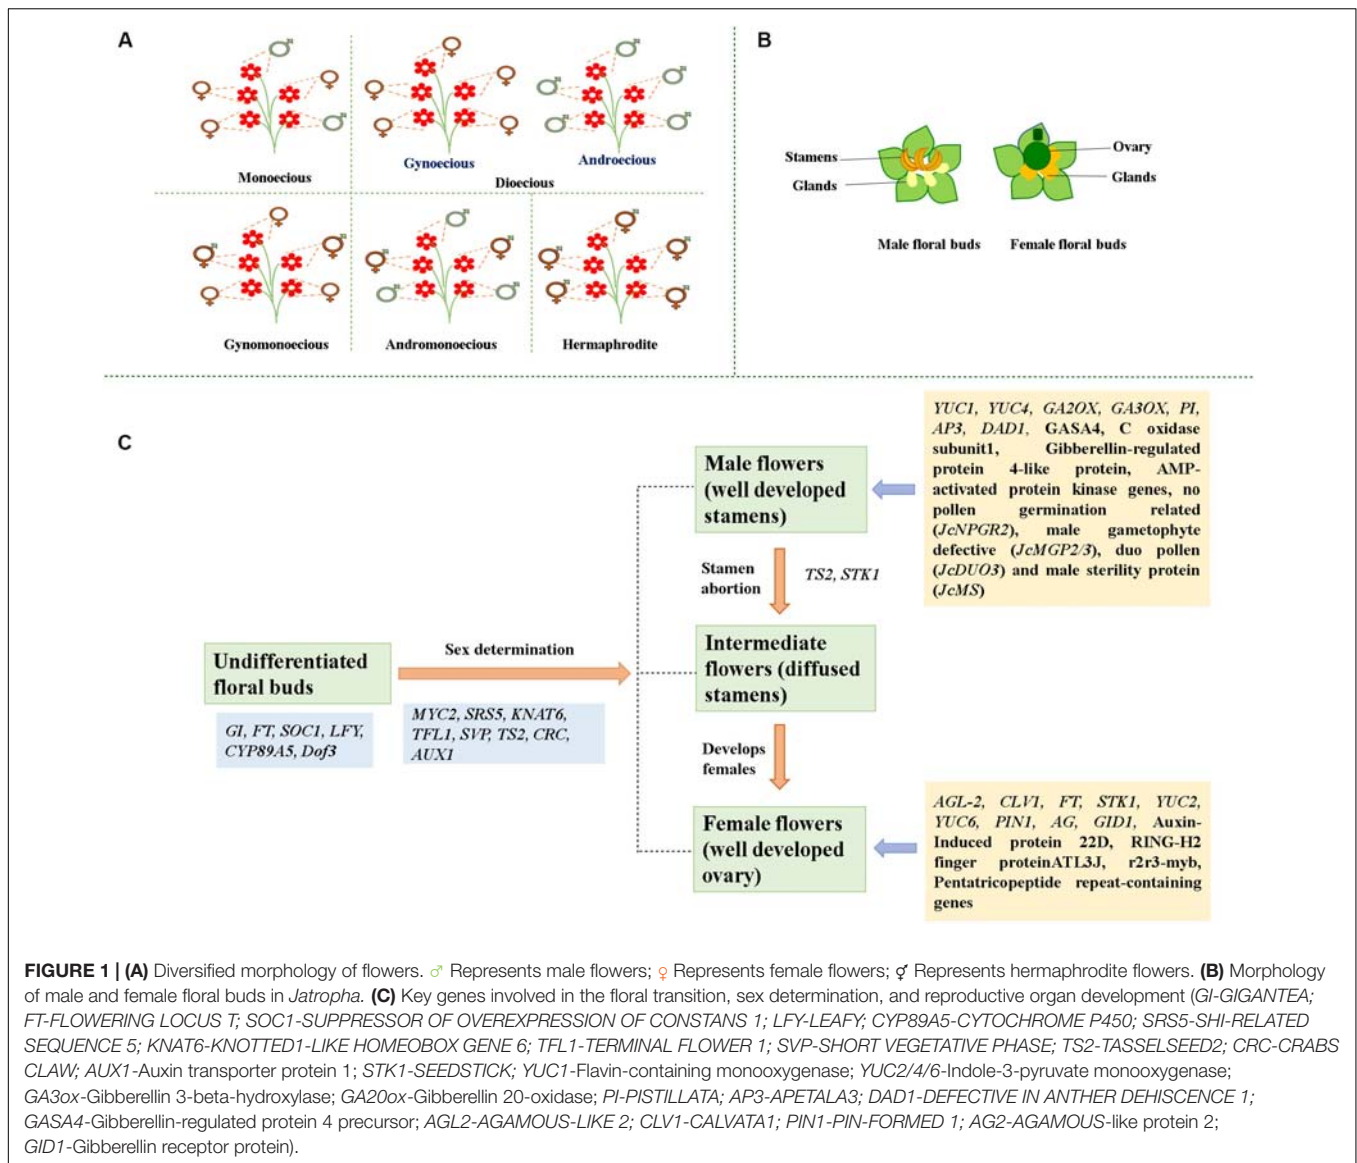 A
Monoecious
Gynoecious
Androecious
Dioecious
Gynomonoecious
Andromonoecious
Hermaphrodite
B
Stamens
Glands
Ovary
Glands
Male floral buds
Female floral buds
C
Undifferentiated
floral buds
GI, FT, SOC1, LFY,
CYP89A5, Dof3
Sex determination
MYC2, SRS5, KNAT6,
TFL1, SVP, TS2, CRC,
AUX1
Male flowers
(well developed
stamens)
YUC1, YUC4, GA2OX, GA3OX, PI,
AP3, DAD1, GASA4, C oxidase
subunit1, Gibberellin-regulated
protein 4-like protein, AMP-
activated protein kinase genes, no
pollen germination related
(JcNPGR2), male gametophyte
defective (JcMGP2/3), duo pollen
(JcDUO3) and male sterility protein
(JcMS)
Stamen
abortion
TS2, STK1
Intermediate
flowers (diffused
stamens)
Develops
females
Female flowers
(well developed
ovary)
AGL-2, CLV1, FT, STK1, YUC2,
YUC6, PIN1, AG, GID1, Auxin-
Induced protein 22D, RING-H2
finger proteinATL3J, r2r3-myb,
Pentatricopeptide repeat-containing
genes
FIGURE 1 | (A) Diversified morphology of flowers. ♂ Represents male flowers; ♀ Represents female flowers; ⚥ Represents hermaphrodite flowers. (B) Morphology
of male and female floral buds in Jatropha. (C) Key genes involved in the floral transition, sex determination, and reproductive organ development (GI-GIGANTEA;
FT-FLOWERING LOCUS T; SOC1-SUPPRESSOR OF OVEREXPRESSION OF CONSTANS 1; LFY-LEAFY; CYP89A5-CYTOCHROME P450; SRS5-SHI-RELATED
SEQUENCE 5; KNAT6-KNOTTED1-LIKE HOMEOBOX GENE 6; TFL1-TERMINAL FLOWER 1; SVP-SHORT VEGETATIVE PHASE; TS2-TASSELSEED2; CRC-CRABS
CLAW; AUX1-Auxin transporter protein 1; STK1-SEEDSTICK; YUC1-Flavin-containing monooxygenase; YUC2/4/6-Indole-3-pyruvate monooxygenase;
GA3ox-Gibberellin 3-beta-hydroxylase; GA20ox-Gibberellin 20-oxidase; PI-PISTILLATA; AP3-APETALA3; DAD1-DEFECTIVE IN ANTHER DEHISCENCE 1;
GASA4-Gibberellin-regulated protein 4 precursor; AGL2-AGAMOUS-LIKE 2; CLV1-CALVATA1; PIN1-PIN-FORMED 1; AG2-AGAMOUS-like protein 2;
GID1-Gibberellin receptor protein).